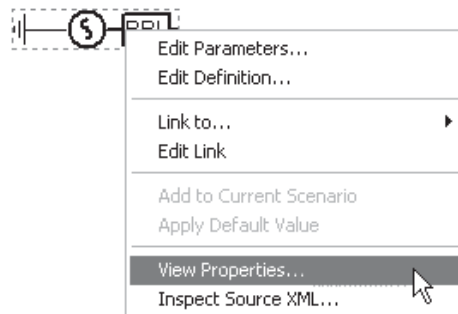 Edit Parameters...
Edit Definition...
Link to...
Edit Link
Add to Current Scenario
Apply Default Value
View Properties...
Inspect Source XML...